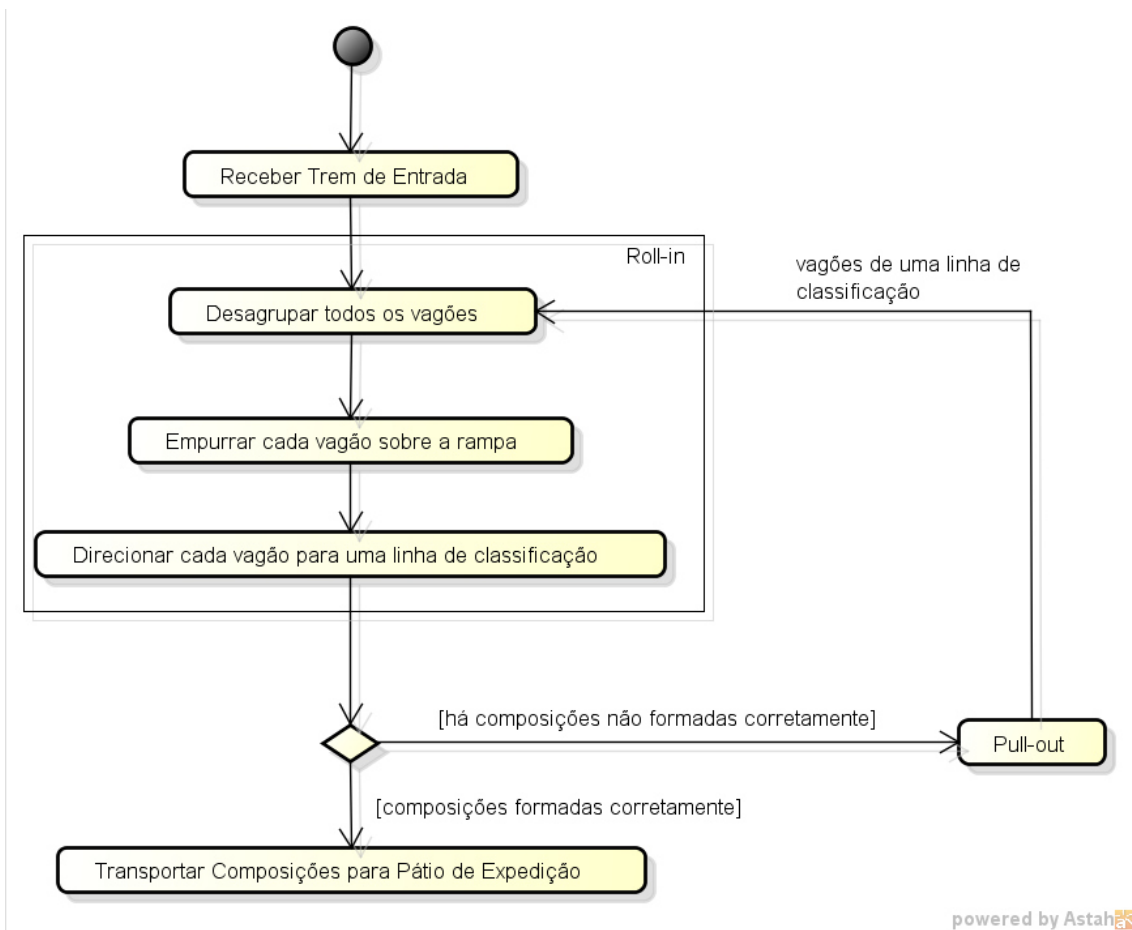 Receber Trem de Entrada
Roll-in
vagões de uma linha de
classificação
Desagrupar todos os vagões
Empurrar cada vagão sobre a rampa
Direcionar cada vagão para uma linha de classificação
[há composições não formadas corretamente]
Pull-out
[composições formadas corretamente]
Transportar Composições para Pátio de Expedição
powered by Astah